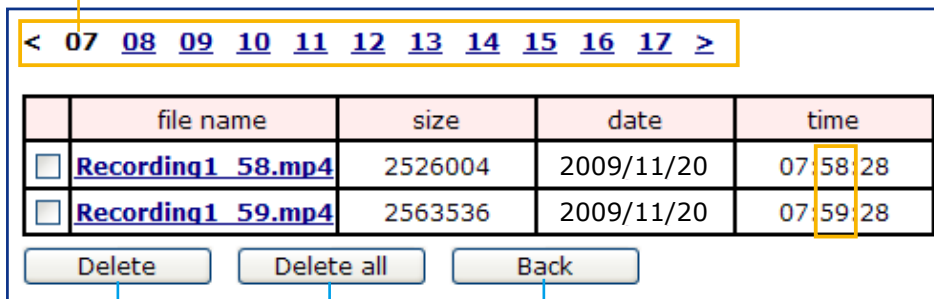 < 07 08 09 10 11 12 13 14 15 16 17 >
file name size date time
Recording1_58.mp4 2526004 2009/11/20 07:58:28
Recording1_59.mp4 2563536 2009/11/20 07:59:28
Delete Delete all Back